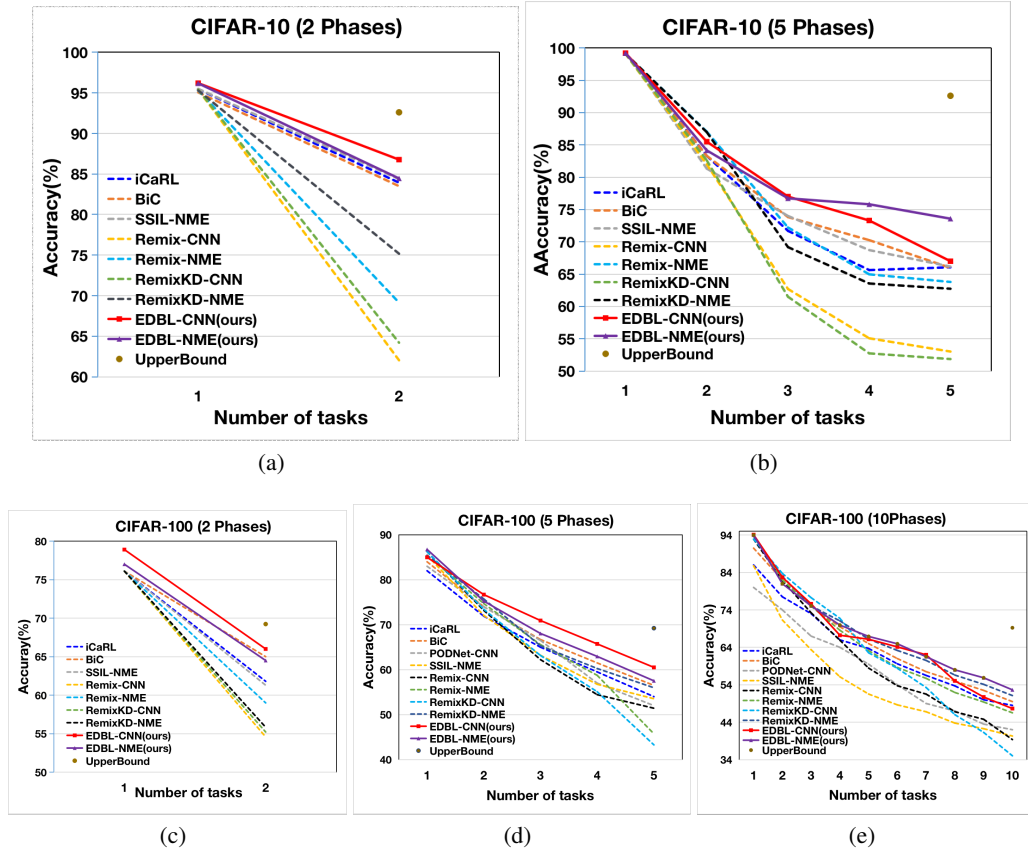 CIFAR-10 (2 Phases)
Accuracy(%)
100
95
90
85
80
75
70
65
60
iCaRL
BiC
SSIL-NME
Remix-CNN
Remix-NME
RemixKD-CNN
RemixKD-NME
EDBL-CNN(ours)
EDBL-NME(ours)
UpperBound
1 2
Number of tasks
(a)
CIFAR-10 (5 Phases)
AAccuracy(%)
100
95
90
85
80
75
70
65
60
55
50
iCaRL
BiC
SSIL-NME
Remix-CNN
Remix-NME
RemixKD-CNN
RemixKD-NME
EDBL-CNN(ours)
EDBL-NME(ours)
UpperBound
1 2 3 4 5
Number of tasks
(b)
CIFAR-100 (2 Phases)
Accuracy(%)
80
75
70
65
60
55
50
iCaRL
BiC
SSIL-NME
Remix-CNN
Remix-NME
RemixKD-CNN
RemixKD-NME
EDBL-CNN(ours)
EDBL-NME(ours)
UpperBound
1 2
Number of tasks
(c)
CIFAR-100 (5 Phases)
Accuracy(%)
90
80
70
60
50
40
iCaRL
BiC
PODNet-CNN
SSIL-NME
Remix-CNN
Remix-NME
RemixKD-CNN
RemixKD-NME
EDBL-CNN(ours)
EDBL-NME(ours)
UpperBound
1 2 3 4 5
Number of tasks
(d)
CIFAR-100 (10Phases)
Accuracy(%)
94
84
74
64
54
44
34
iCaRL
BiC
PODNet-CNN
SSIL-NME
Remix-CNN
Remix-NME
RemixKD-CNN
RemixKD-NME
EDBL-CNN(ours)
EDBL-NME(ours)
UpperBound
1 2 3 4 5 6 7 8 9 10
Number of tasks
(e)